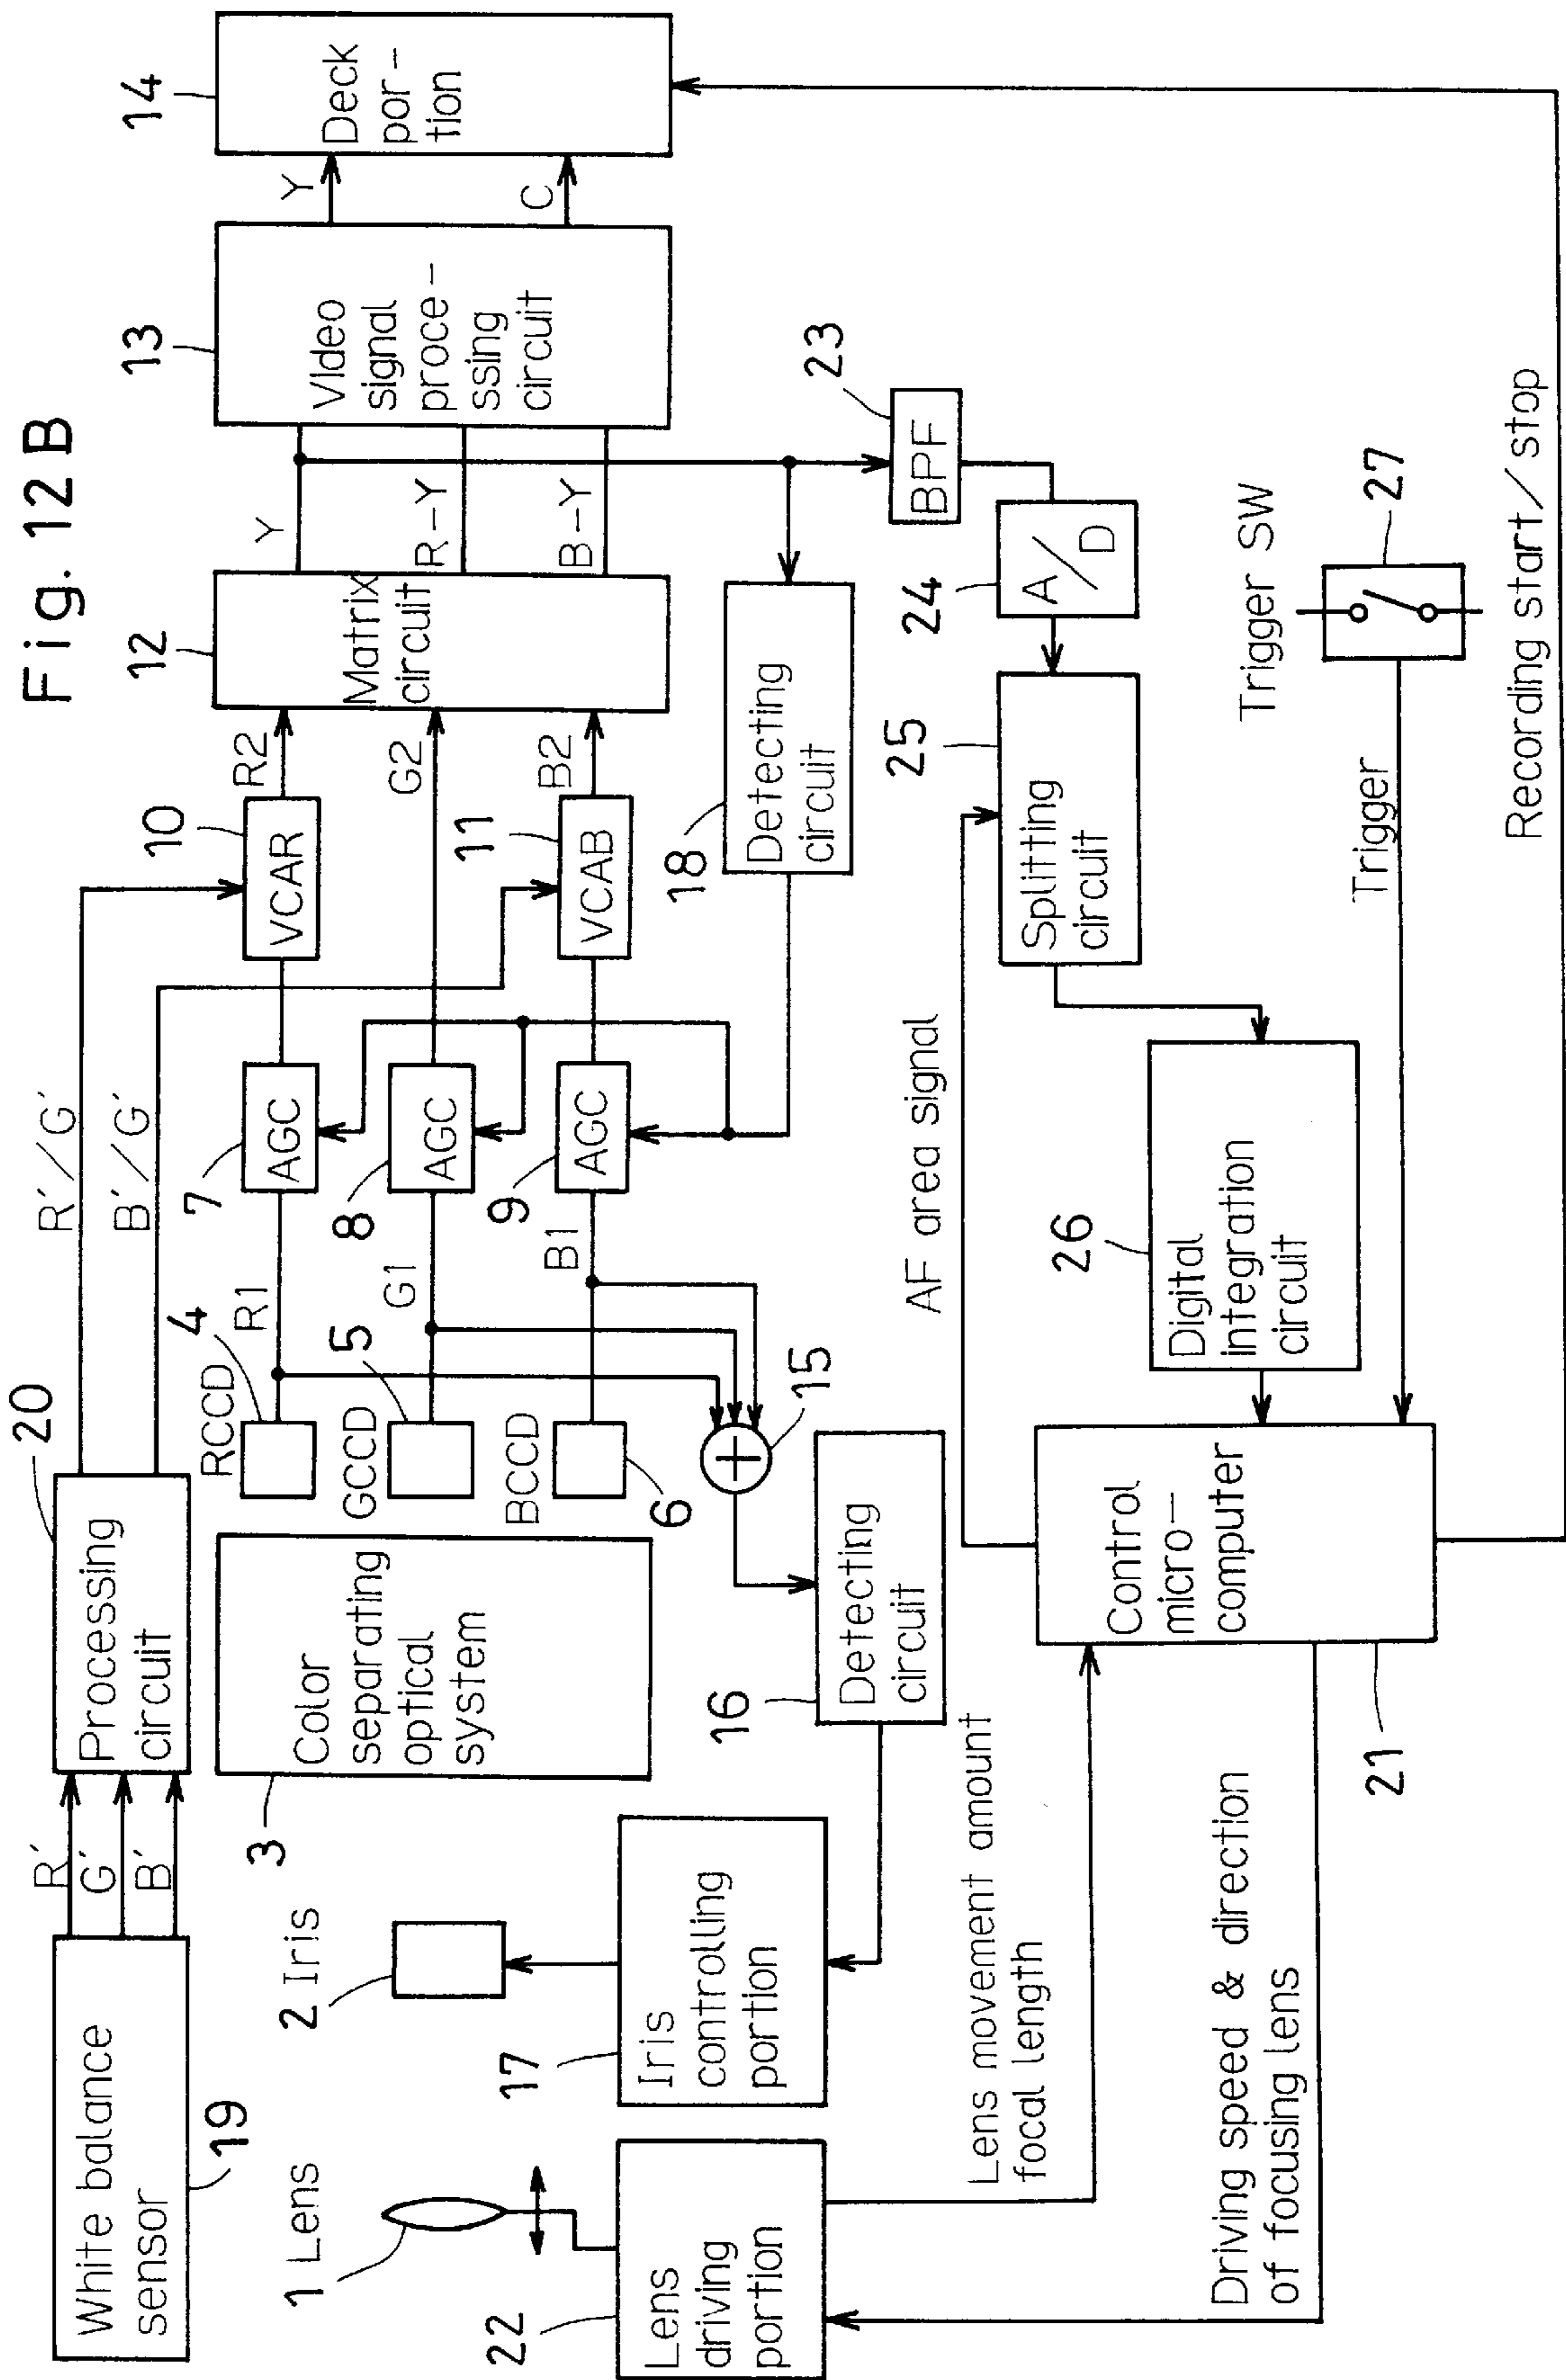 Fig. 12B
White balance
sensor
19
R′
G′
B′
Processing
circuit
20
R′/G′
B′/G′
1 Lens
2 Iris
3
Color
separating
optical
system
RCCD
4
GCCD
5
BCCD
6
R1
G1
B1
7
AGC
8
AGC
9
AGC
10
VCAR
11
VCAB
R2
G2
B2
12
Matrix
circuit
Y
R-Y
B-Y
13
VIdeo
signal
proce-
ssing
circuit
Y
C
14
Deck
por-
tion
15
16
Detecting
circuit
17
Iris
controlling
portion
18
Detecting
circuit
22
Lens
driving
portion
Lens movement amount
focal length
Driving speed & direction
of focusing lens
21
Control
micro-
computer
AF area signal
23
BPF
24
A/D
25
Splitting
circuit
26
Digital
integration
circuit
Trigger SW
27
Trigger
Recording start/stop